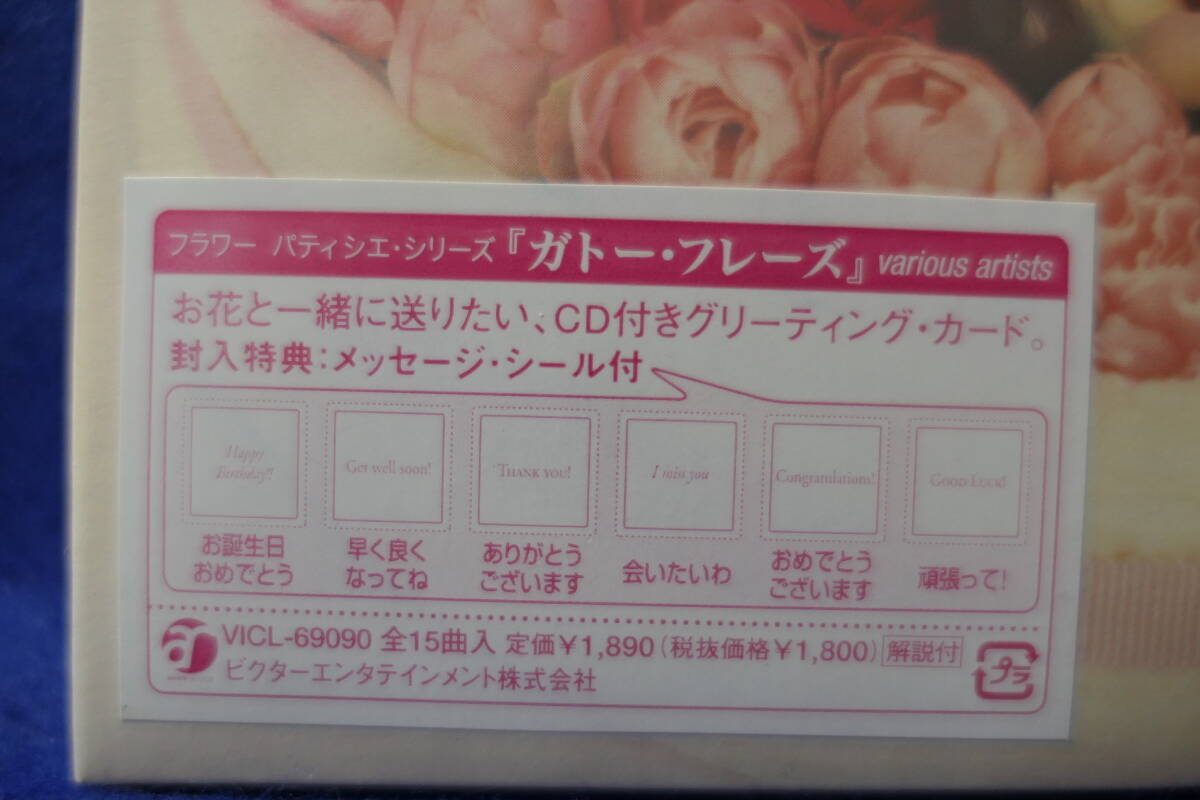 フラワー パティシエ・シリーズ『ガトー・フレーズ』various artists
お花と一緒に送りたい、CD付きグリーティング・カード。
封入特典：メッセージ・シール付
Happy
Birthday!!
Get well soon!
THANK YOU!
I miss you
Congratulations!
GOOD LUCK!
お誕生日
おめでとう
早く良く
なってね
ありがとう
ございます
会いたいわ
おめでとう
ございます
頑張って!
VICL-69090 全15曲入 定価¥1,890(税抜価格¥1,800) 解説付
ビクターエンタテインメント株式会社
プラ